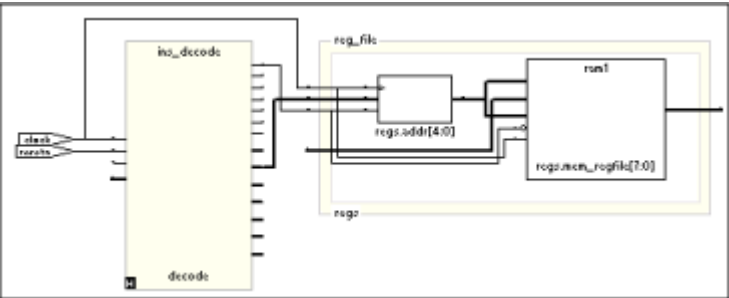 ins_decode
reg_file
ram1
clock
resetn
regs.addr[4:0]
regs.mem_regfile[7:0]
regs
decode
H